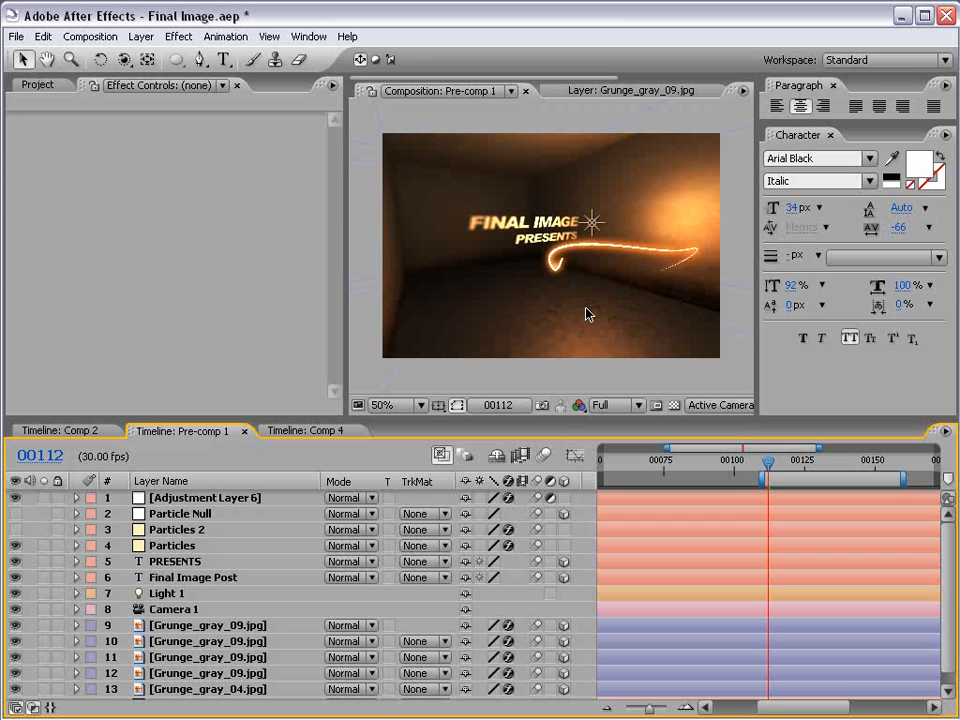 Adobe After Effects - Final Image.aep *
File Edit Composition Layer Effect Animation View Window Help
Workspace: Standard
Project Effect Controls: (none)
Composition: Pre-comp 1 Layer: Grunge_gray_09.jpg
Paragraph
Character
Arial Black
Italic
34 px Auto
Metrics -66
- px
92 % 100 %
0 px 0 %
FINAL IMAGE
PRESENTS
50% 00112 Full Active Camera
Timeline: Comp 2 Timeline: Pre-comp 1 Timeline: Comp 4
00112 (30.00 fps)
00075 00100 00125 00150
# Layer Name Mode T TrkMat
1 [Adjustment Layer 6] Normal
2 Particle Null Normal None
3 Particles 2 Normal None
4 Particles Normal None
5 PRESENTS Normal None
6 Final Image Post Normal None
7 Light 1
8 Camera 1
9 [Grunge_gray_09.jpg] Normal
10 [Grunge_gray_09.jpg] Normal None
11 [Grunge_gray_09.jpg] Normal None
12 [Grunge_gray_09.jpg] Normal None
13 [Grunge_gray_04.jpg] Normal None